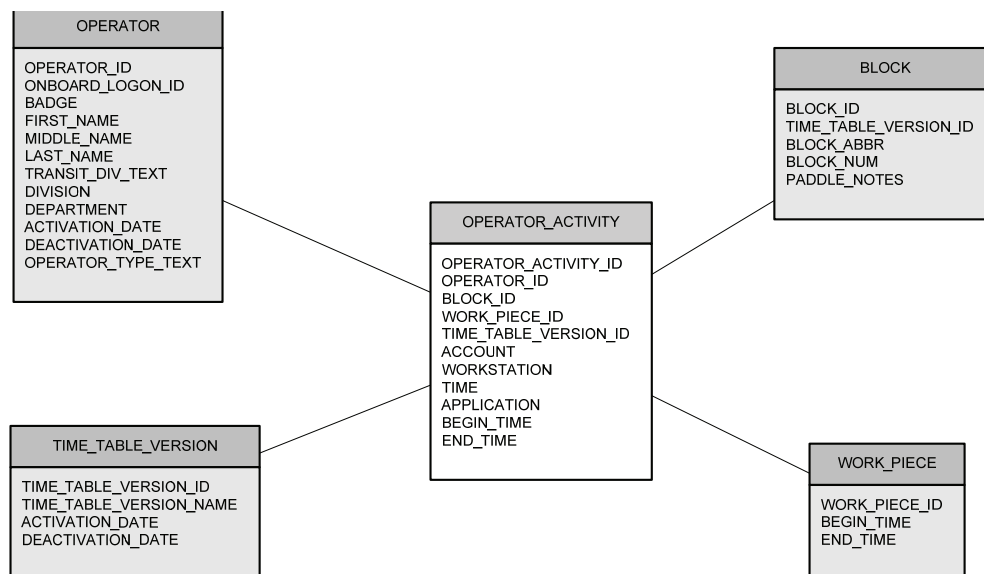 OPERATOR
OPERATOR_ID
ONBOARD_LOGON_ID
BADGE
FIRST_NAME
MIDDLE_NAME
LAST_NAME
TRANSIT_DIV_TEXT
DIVISION
DEPARTMENT
ACTIVATION_DATE
DEACTIVATION_DATE
OPERATOR_TYPE_TEXT
BLOCK
BLOCK_ID
TIME_TABLE_VERSION_ID
BLOCK_ABBR
BLOCK_NUM
PADDLE_NOTES
OPERATOR_ACTIVITY
OPERATOR_ACTIVITY_ID
OPERATOR_ID
BLOCK_ID
WORK_PIECE_ID
TIME_TABLE_VERSION_ID
ACCOUNT
WORKSTATION
TIME
APPLICATION
BEGIN_TIME
END_TIME
TIME_TABLE_VERSION
TIME_TABLE_VERSION_ID
TIME_TABLE_VERSION_NAME
ACTIVATION_DATE
DEACTIVATION_DATE
WORK_PIECE
WORK_PIECE_ID
BEGIN_TIME
END_TIME